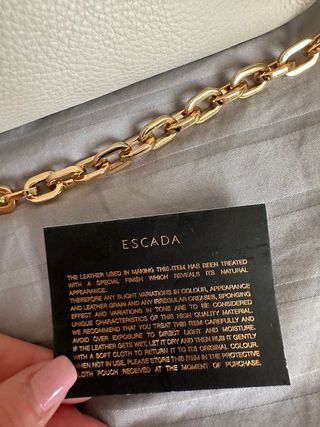 ESCADA
THE LEATHER USED IN MAKING THIS ITEM HAS BEEN TREATED
WITH A SPECIAL FINISH WHICH REVEALS ITS NATURAL
APPEARANCE.
THEREFORE ANY SLIGHT VARIATIONS IN COLOUR, APPEARANCE
AND LEATHER GRAIN AND ANY IRREGULAR CREASES, SPONGING
EFFECT AND VARIATIONS IN TONE ARE TO BE CONSIDERED
UNIQUE CHARACTERISTICS OF THIS HIGH QUALITY MATERIAL.
WE RECOMMEND THAT YOU TREAT THIS ITEM CAREFULLY AND
AVOID OVER EXPOSURE TO DIRECT LIGHT AND MOISTURE.
IF THE LEATHER GETS WET, LET IT DRY AND THEN RUB IT GENTLY
WITH A SOFT CLOTH TO RETURN IT TO ITS ORIGINAL COLOUR.
WHEN NOT IN USE, PLEASE STORE THIS ITEM IN THE PROTECTIVE
CLOTH POUCH RECEIVED AT THE MOMENT OF PURCHASE.